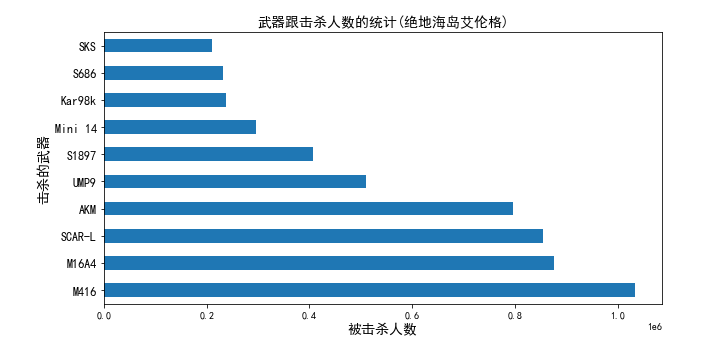 武器跟击杀人数的统计(绝地海岛艾伦格)
击杀的武器
SKS
S686
Kar98k
Mini 14
S1897
UMP9
AKM
SCAR-L
M16A4
M416
0.0 0.2 0.4 0.6 0.8 1.0
1e6
被击杀人数